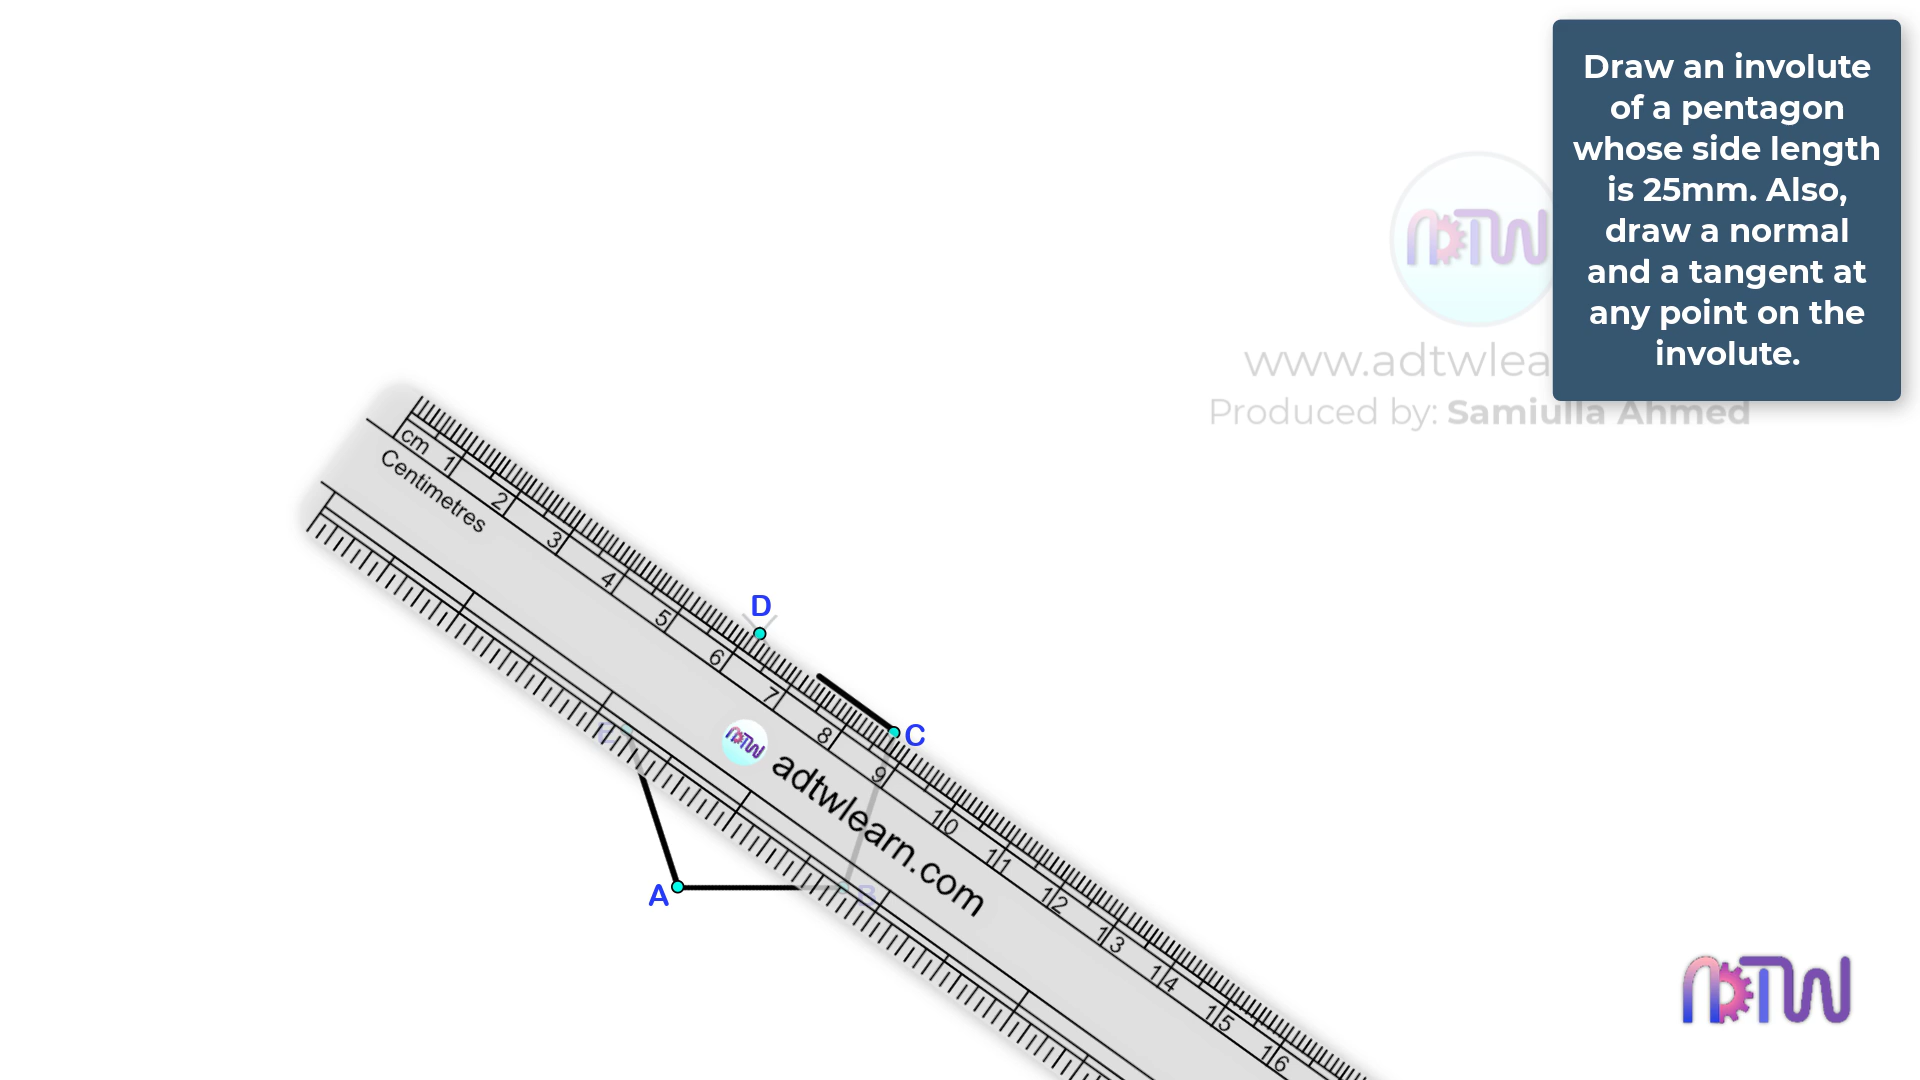 Draw an involute
of a pentagon
whose side length
is 25mm. Also,
draw a normal
and a tangent at
any point on the
involute.
www.adtwlea
Produced by: Samiulla Ahmed
cm 1 2 3 4 5 6 7 8 9 10 11 12 13 14 15 16
Centimetres
D
C
E
adtwlearn.com
A
B